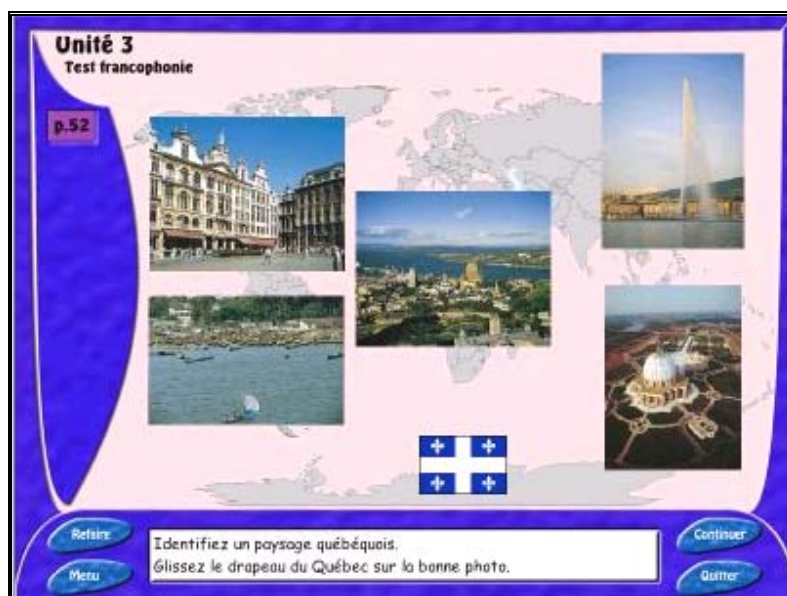 Unité 3
Test francophonie
p.52
Refaire
Menu
Identifiez un paysage québéquois.
Glissez le drapeau du Québec sur la bonne photo.
Continuer
Quitter